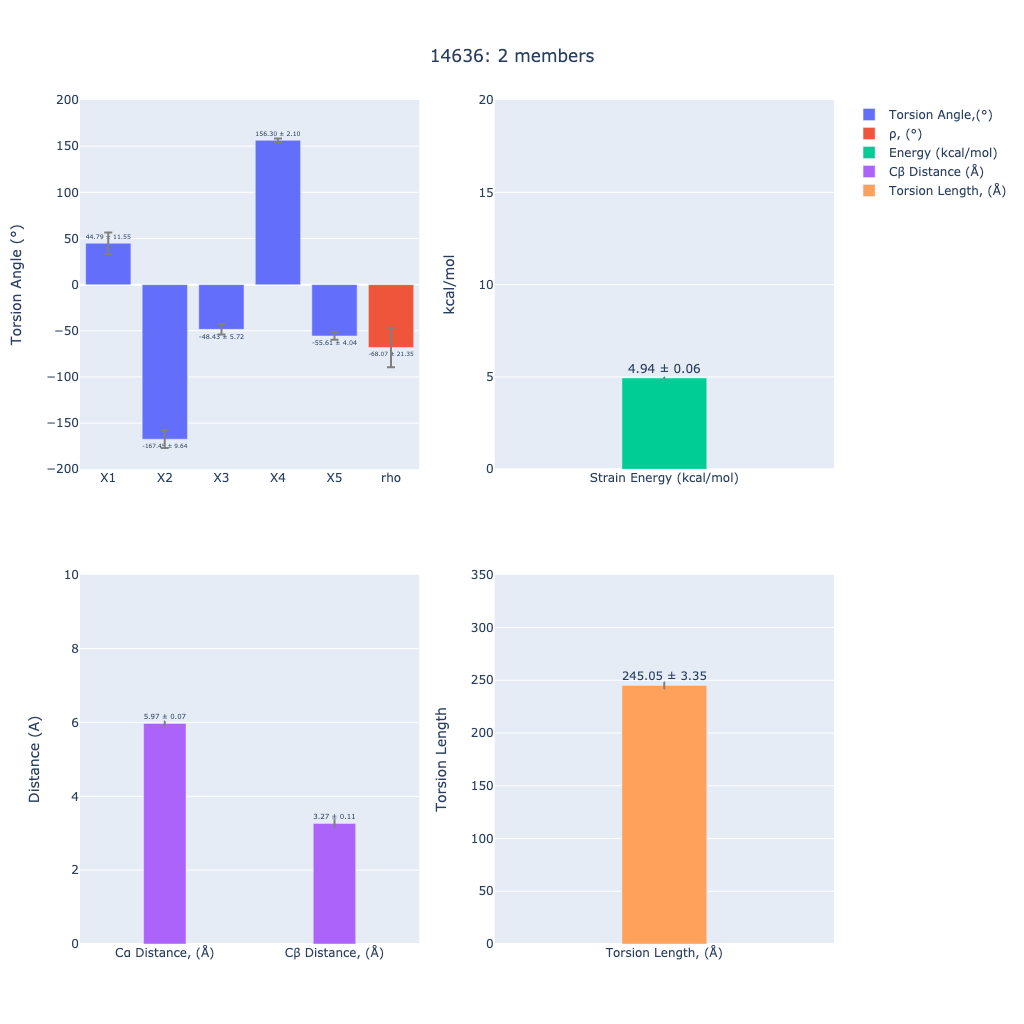 14636: 2 members
Torsion Angle (°)
200
150
100
50
0
−50
−100
−150
−200
44.79 ± 11.55
-48.43 ± 5.72
156.30 ± 2.10
-55.61 ± 4.04
-68.07 ± 21.35
X1 X2 X3 X4 X5 rho
kcal/mol
20
15
10
5
0
4.94 ± 0.06
Strain Energy (kcal/mol)
Torsion Angle,(°)
ρ, (°)
Energy (kcal/mol)
Cβ Distance (Å)
Torsion Length, (Å)
Distance (A)
10
8
6
4
2
0
5.97 ± 0.07
3.27 ± 0.11
Cα Distance, (Å) Cβ Distance, (Å)
Torsion Length
350
300
250
200
150
100
50
0
245.05 ± 3.35
Torsion Length, (Å)